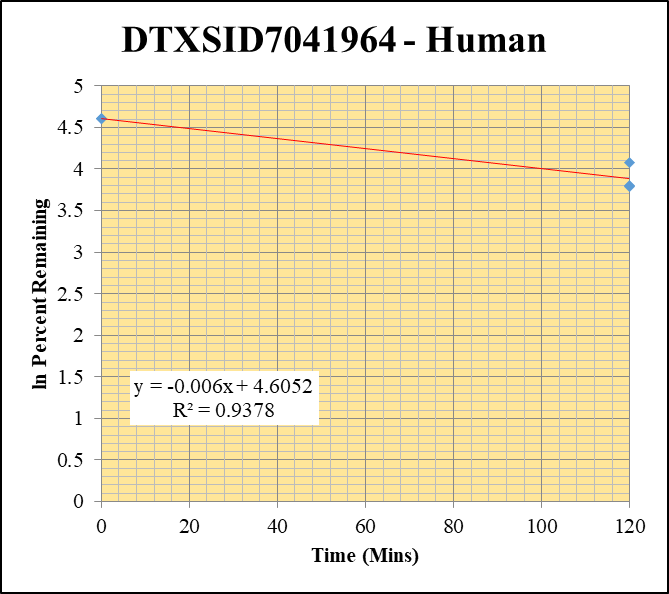 DTXSID7041964 - Human
5
4.5
4
3.5
3
2.5
2
1.5
1
0.5
0
ln Percent Remaining
y = -0.006x + 4.6052
R² = 0.9378
0 20 40 60 80 100 120
Time (Mins)